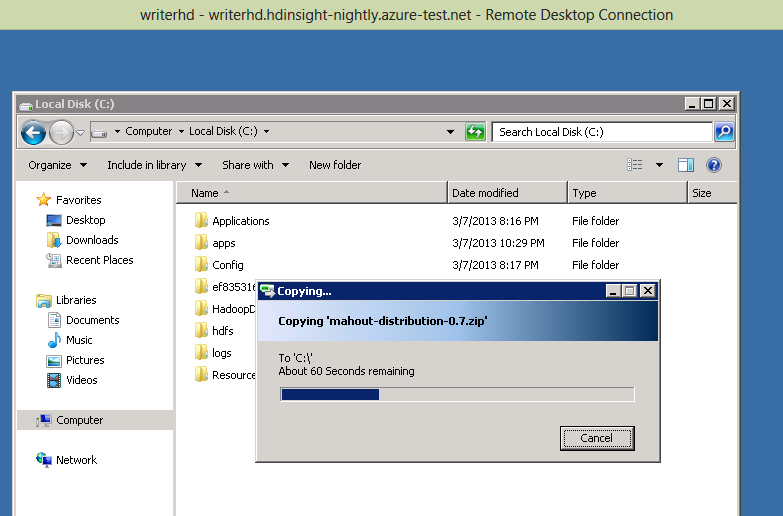 writerhd - writerhd.hdinsight-nightly.azure-test.net - Remote Desktop Connection
Local Disk (C:)
Computer Local Disk (C:) Search Local Disk (C:)
Organize Include in library Share with New folder
Favorites
Desktop
Downloads
Recent Places
Libraries
Documents
Music
Pictures
Videos
Computer
Network
Name Date modified Type Size
Applications 3/7/2013 8:16 PM File folder
apps 3/7/2013 10:29 PM File folder
Config 3/7/2013 8:17 PM File folder
ef835316
HadoopD
hdfs
logs
Resource
Copying...
Copying 'mahout-distribution-0.7.zip'
To 'C:\'
About 60 Seconds remaining
Cancel